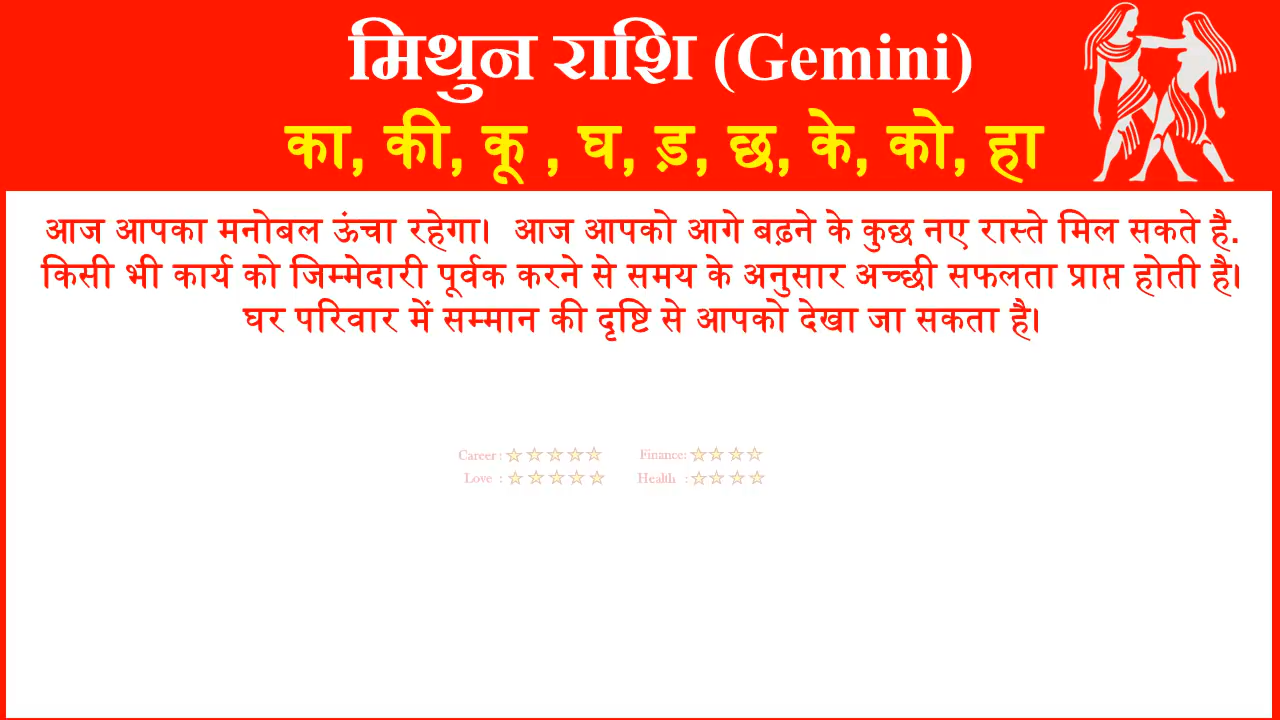 मिथुन राशि (Gemini)
का, की, कू , घ, ड़, छ, के, को, हा
आज आपका मनोबल ऊंचा रहेगा। आज आपको आगे बढ़ने के कुछ नए रास्ते मिल सकते है.
किसी भी कार्य को जिम्मेदारी पूर्वक करने से समय के अनुसार अच्छी सफलता प्राप्त होती है।
घर परिवार में सम्मान की दृष्टि से आपको देखा जा सकता है।
Career : ☆☆☆☆☆ Finance: ☆☆☆☆
Love : ☆☆☆☆☆ Health : ☆☆☆☆